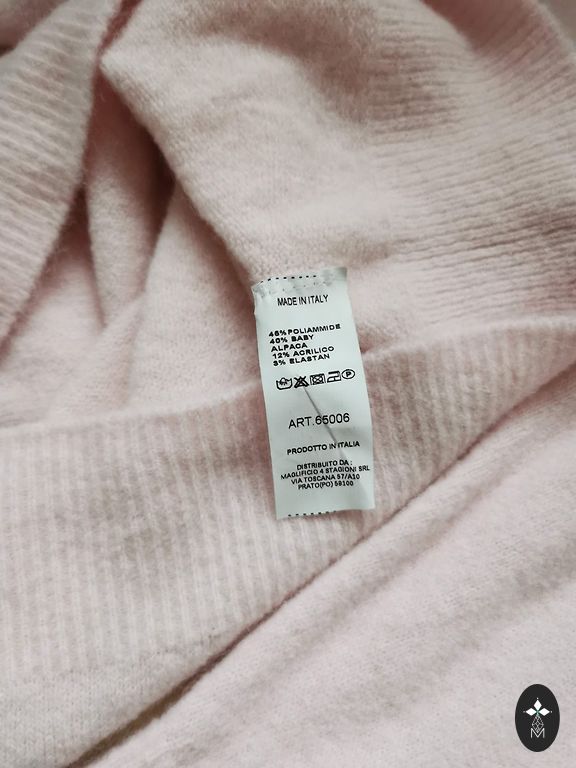 MADE IN ITALY
45%POLIAMMIDE
40% BABY
ALPACA
12% ACRILICO
3% ELASTAN
P
ART.65006
PRODOTTO IN ITALIA
DISTRIBUITO DA :
MAGLIFICIO 4 STAGIONI SRL
VIA TOSCANA 57/A10
PRATO(PO) 59100
M